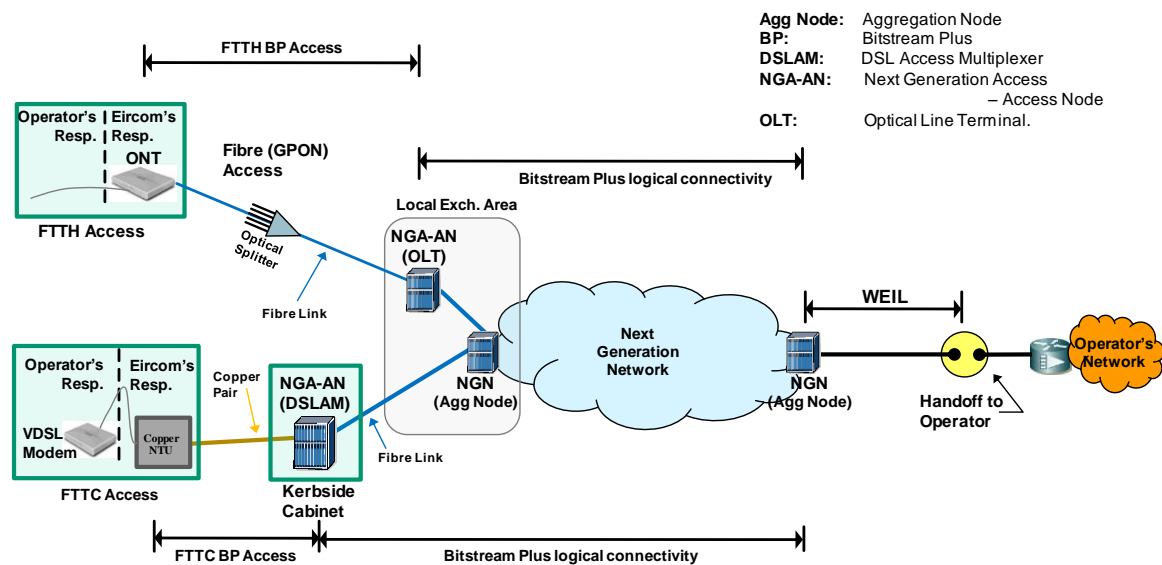 Agg Node: Aggregation Node
BP: Bitstream Plus
DSLAM: DSL Access Multiplexer
NGA-AN: Next Generation Access
– Access Node
OLT: Optical Line Terminal.
FTTH BP Access
Operator's
Resp.
Eircom's
Resp.
ONT
FTTH Access
Fibre (GPON)
Access
Optical
Splitter
Fibre Link
Bitstream Plus logical connectivity
Local Exch. Area
NGA-AN
(OLT)
NGN
(Agg Node)
Next
Generation
Network
WEIL
NGN
(Agg Node)
Handoff to
Operator
Operator's
Network
Operator's
Resp.
Eircom's
Resp.
VDSL
Modem
Copper
NTU
FTTC Access
Copper
Pair
NGA-AN
(DSLAM)
Kerbside
Cabinet
Fibre Link
FTTC BP Access
Bitstream Plus logical connectivity